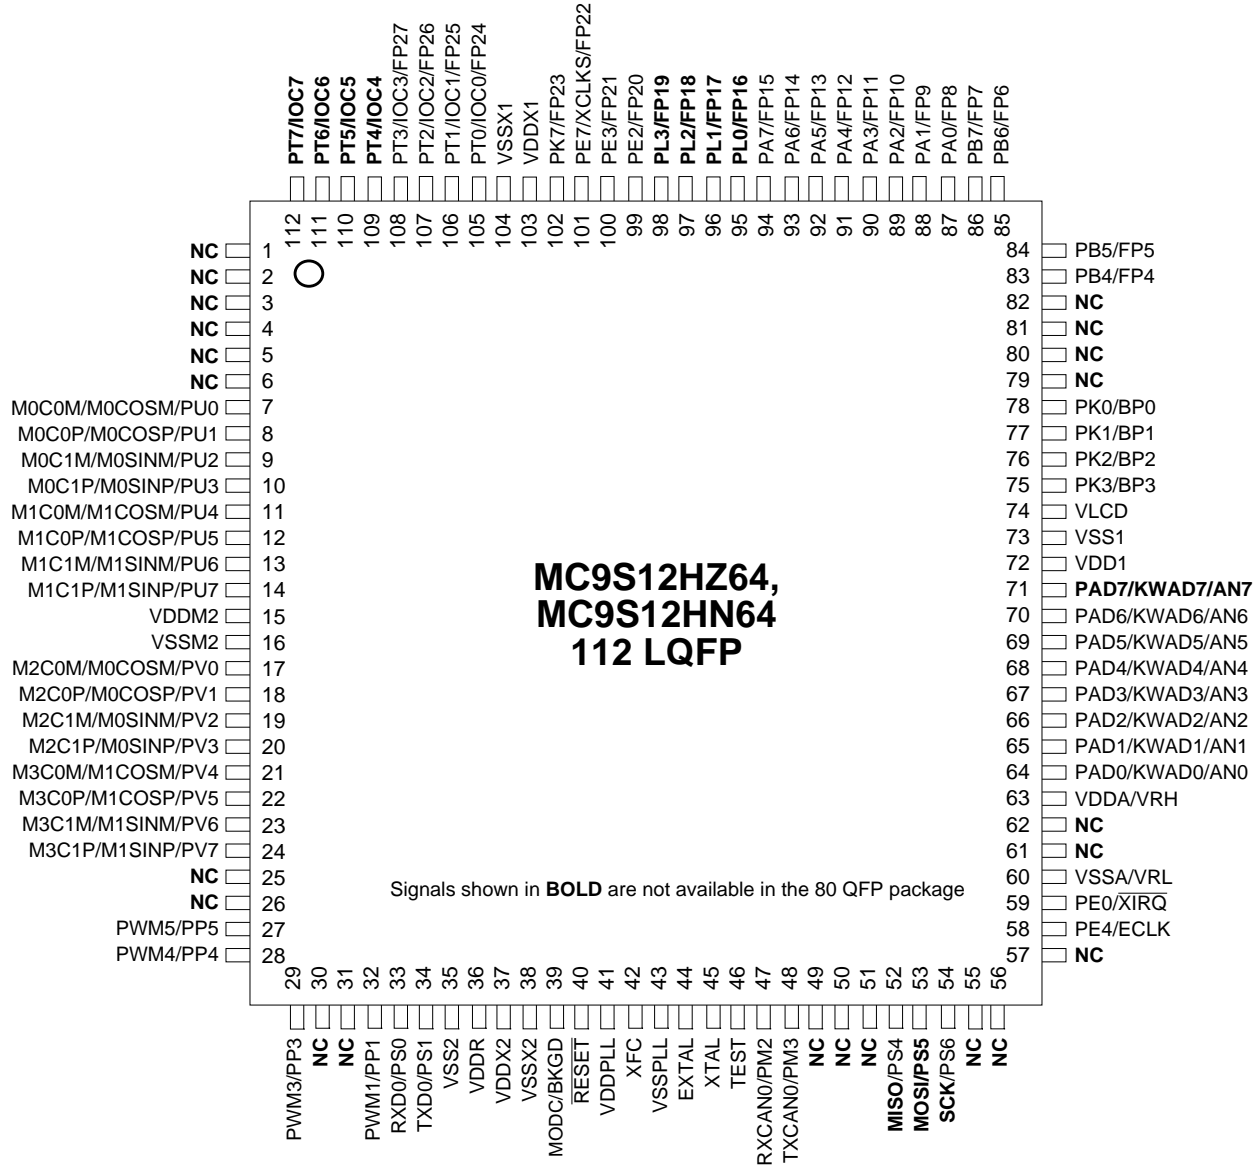 PT7/IOC7
PT6/IOC6
PT5/IOC5
PT4/IOC4
PT3/IOC3/FP27
PT2/IOC2/FP26
PT1/IOC1/FP25
PT0/IOC0/FP24
VSSX1
VDDX1
PK7/FP23
PE7/XCLKS/FP22
PE3/FP21
PE2/FP20
PL3/FP19
PL2/FP18
PL1/FP17
PL0/FP16
PA7/FP15
PA6/FP14
PA5/FP13
PA4/FP12
PA3/FP11
PA2/FP10
PA1/FP9
PA0/FP8
PB7/FP7
PB6/FP6
112
111
110
109
108
107
106
105
104
103
102
101
100
99
98
97
96
95
94
93
92
91
90
89
88
87
86
85
NC 1
NC 2
NC 3
NC 4
NC 5
NC 6
M0C0M/M0COSM/PU0 7
M0C0P/M0COSP/PU1 8
M0C1M/M0SINM/PU2 9
M0C1P/M0SINP/PU3 10
M1C0M/M1COSM/PU4 11
M1C0P/M1COSP/PU5 12
M1C1M/M1SINM/PU6 13
M1C1P/M1SINP/PU7 14
VDDM2 15
VSSM2 16
M2C0M/M0COSM/PV0 17
M2C0P/M0COSP/PV1 18
M2C1M/M0SINM/PV2 19
M2C1P/M0SINP/PV3 20
M3C0M/M1COSM/PV4 21
M3C0P/M1COSP/PV5 22
M3C1M/M1SINM/PV6 23
M3C1P/M1SINP/PV7 24
NC 25
NC 26
PWM5/PP5 27
PWM4/PP4 28
MC9S12HZ64,
MC9S12HN64
112 LQFP
Signals shown in BOLD are not available in the 80 QFP package
84 PB5/FP5
83 PB4/FP4
82 NC
81 NC
80 NC
79 NC
78 PK0/BP0
77 PK1/BP1
76 PK2/BP2
75 PK3/BP3
74 VLCD
73 VSS1
72 VDD1
71 PAD7/KWAD7/AN7
70 PAD6/KWAD6/AN6
69 PAD5/KWAD5/AN5
68 PAD4/KWAD4/AN4
67 PAD3/KWAD3/AN3
66 PAD2/KWAD2/AN2
65 PAD1/KWAD1/AN1
64 PAD0/KWAD0/AN0
63 VDDA/VRH
62 NC
61 NC
60 VSSA/VRL
59 PE0/XIRQ
58 PE4/ECLK
57 NC
29
30
31
32
33
34
35
36
37
38
39
40
41
42
43
44
45
46
47
48
49
50
51
52
53
54
55
56
PWM3/PP3
NC
NC
PWM1/PP1
RXD0/PS0
TXD0/PS1
VSS2
VDDR
VDDX2
VSSX2
MODC/BKGD
RESET
VDDPLL
XFC
VSSPLL
EXTAL
XTAL
TEST
RXCAN0/PM2
TXCAN0/PM3
NC
NC
NC
MISO/PS4
MOSI/PS5
SCK/PS6
NC
NC